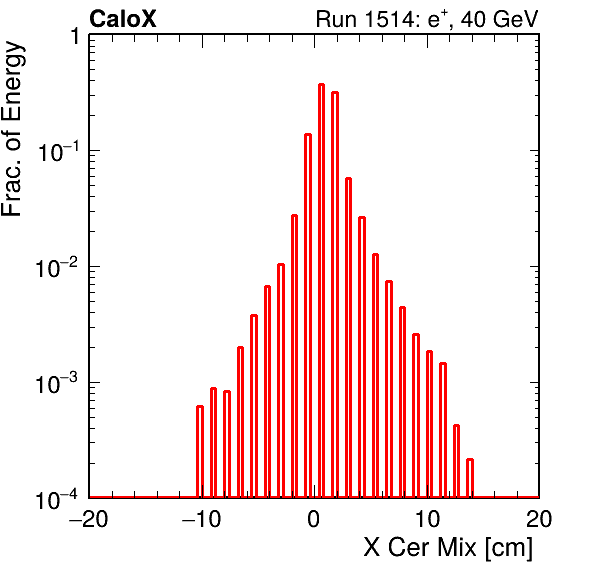 CaloX Run 1514: e⁺, 40 GeV
Frac. of Energy
1
10⁻¹
10⁻²
10⁻³
10⁻⁴
−20 −10 0 10 20
X Cer Mix [cm]